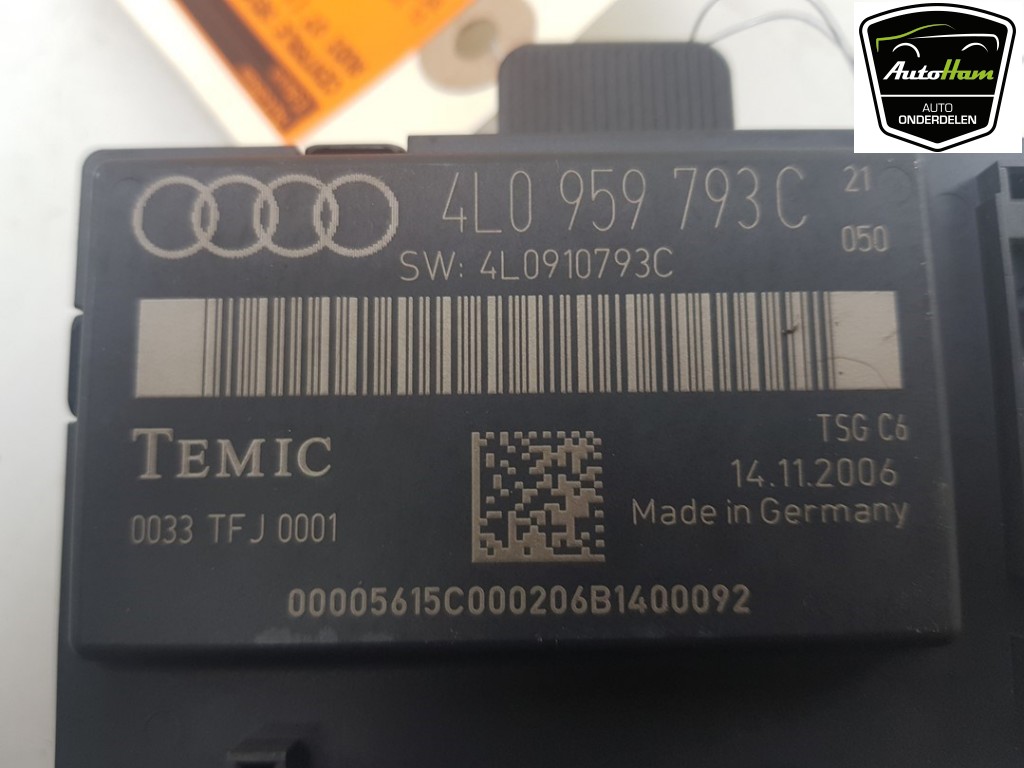 AutoHam
AUTO
ONDERDELEN
4L0 959 793 C
21
050
SW: 4L0910793C
TEMIC
TSG C6
14.11.2006
Made in Germany
0033 TFJ 0001
00005615C000206B1400092